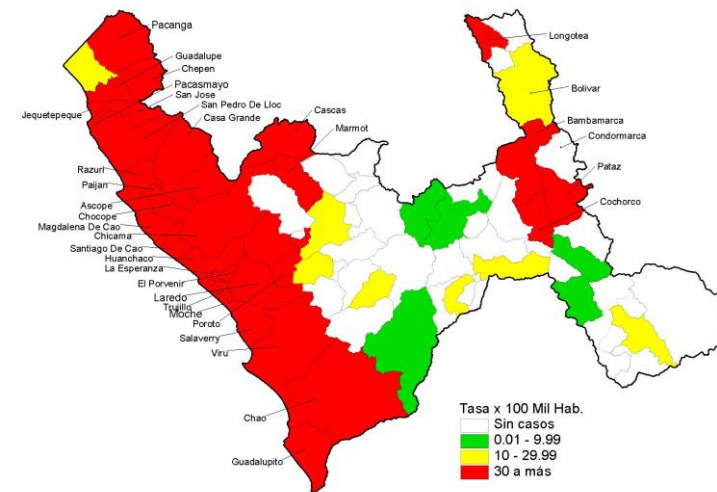 Pacanga
Guadalupe
Chepen
Pacasmayo
San Jose
Jequetepeque
San Pedro De Lloc
Casa Grande
Cascas
Marmot
Razuri
Paijan
Ascope
Chocope
Magdalena De Cao
Chicama
Santiago De Cao
Huanchaco
La Esperanza
El Porvenir
Laredo
Trujillo
Moche
Poroto
Salaverry
Viru
Chao
Guadalupito
Longotea
Bolivar
Bambamarca
Condormarca
Pataz
Cochorco
Tasa x 100 Mil Hab.
Sin casos
0.01 - 9.99
10 - 29.99
30 a más